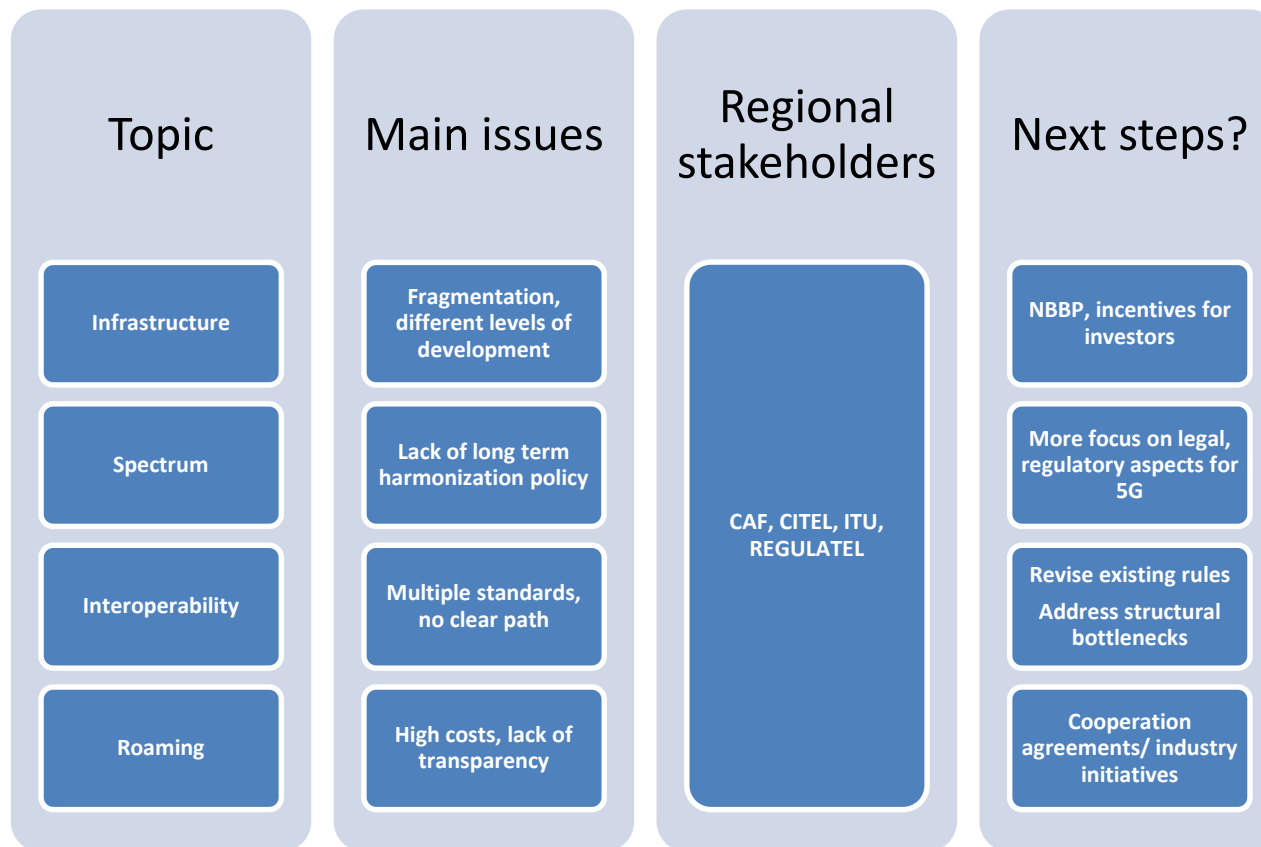 Topic
Infrastructure
Spectrum
Interoperability
Roaming
Main issues
Fragmentation,
different levels of
development
Lack of long term
harmonization policy
Multiple standards,
no clear path
High costs, lack of
transparency
Regional
stakeholders
CAF, CITEL, ITU,
REGULATEL
Next steps?
NBBP, incentives for
investors
More focus on legal,
regulatory aspects for
5G
Revise existing rules
Address structural
bottlenecks
Cooperation
agreements/ industry
initiatives